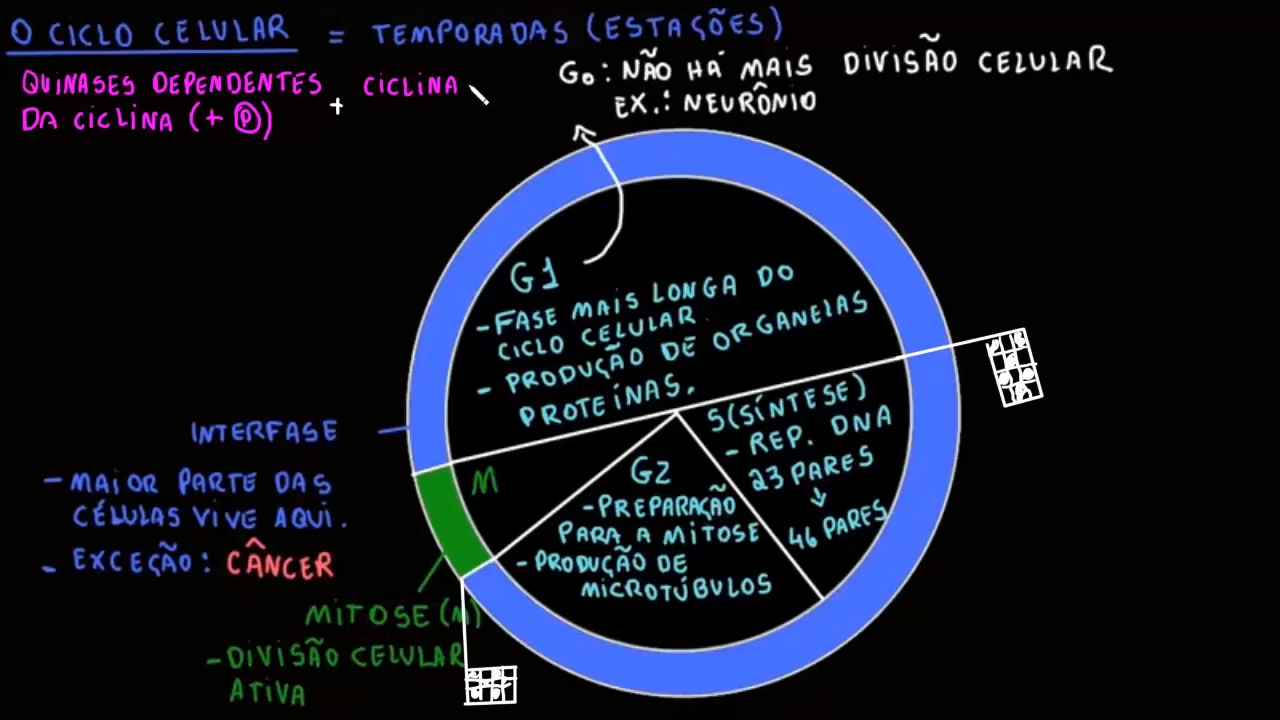 O CICLO CELULAR = TEMPORADAS (ESTAÇÕES)
QUINASES DEPENDENTES DA CICLINA (+ P) + CICLINA
G0: NÃO HÁ MAIS DIVISÃO CELULAR
EX.: NEURÔNIO
G1
- FASE MAIS LONGA DO
CICLO CELULAR
- PRODUÇÃO DE ORGANELAS
PROTEÍNAS.
S (SÍNTESE)
- REP. DNA
23 PARES
↓
46 PARES
G2
- PREPARAÇÃO
PARA A MITOSE
- PRODUÇÃO DE
MICROTÚBULOS
M
INTERFASE
- MAIOR PARTE DAS
CÉLULAS VIVE AQUI.
- EXCEÇÃO: CÂNCER
MITOSE (M)
- DIVISÃO CELULAR
ATIVA